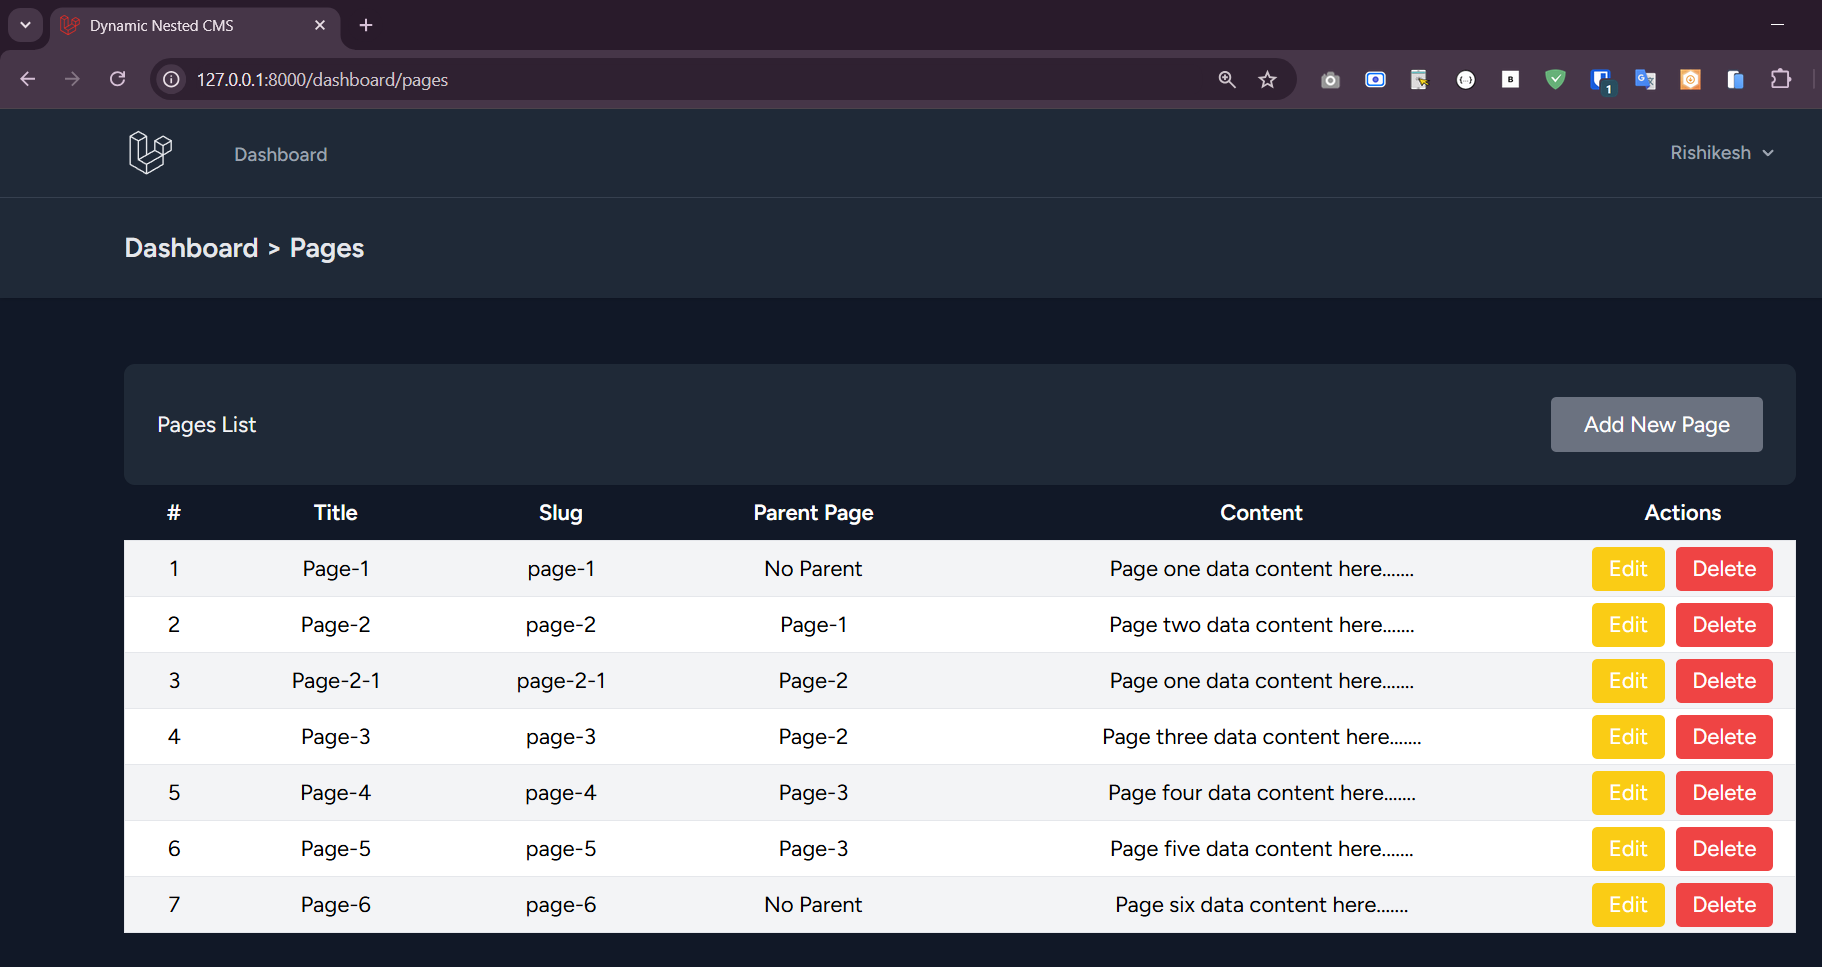 Dynamic Nested CMS
127.0.0.1:8000/dashboard/pages
1
Dashboard
Rishikesh
Dashboard > Pages
Pages List
Add New Page
# Title Slug Parent Page Content Actions
1 Page-1 page-1 No Parent Page one data content here....... Edit Delete
2 Page-2 page-2 Page-1 Page two data content here....... Edit Delete
3 Page-2-1 page-2-1 Page-2 Page one data content here....... Edit Delete
4 Page-3 page-3 Page-2 Page three data content here....... Edit Delete
5 Page-4 page-4 Page-3 Page four data content here....... Edit Delete
6 Page-5 page-5 Page-3 Page five data content here....... Edit Delete
7 Page-6 page-6 No Parent Page six data content here....... Edit Delete